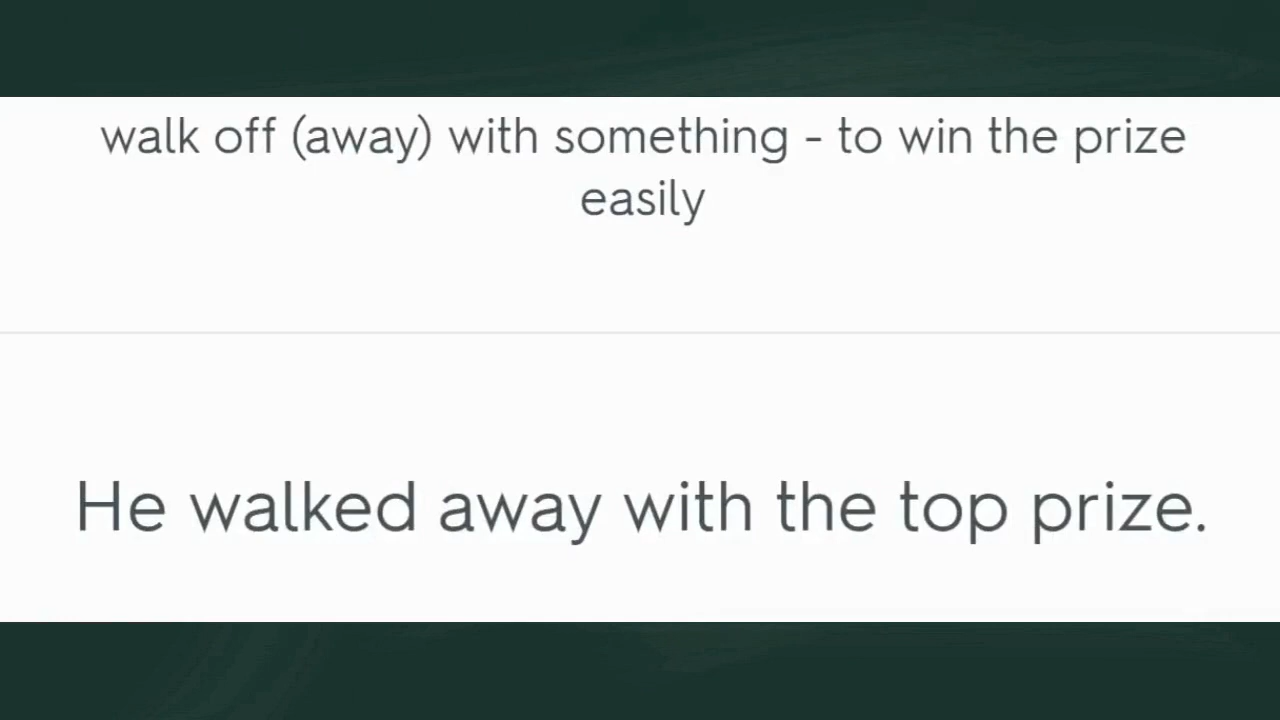 walk off (away) with something - to win the prize
easily
He walked away with the top prize.